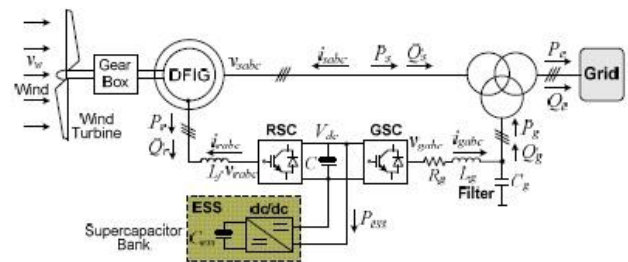 v_w
Wind
Gear
Box
Wind
Turbine
DFIG
v_sabc
i_sabc
P_s
Q_s
P_e
Q_e
Grid
P_r
Q_r
i_rabc
L_f
v_rabc
RSC
V_dc
C
GSC
v_gabc
i_gabc
R_g
L_g
Filter
P_g
Q_g
C_g
ESS
dc/dc
Supercapacitor
Bank
C_ess
P_ess